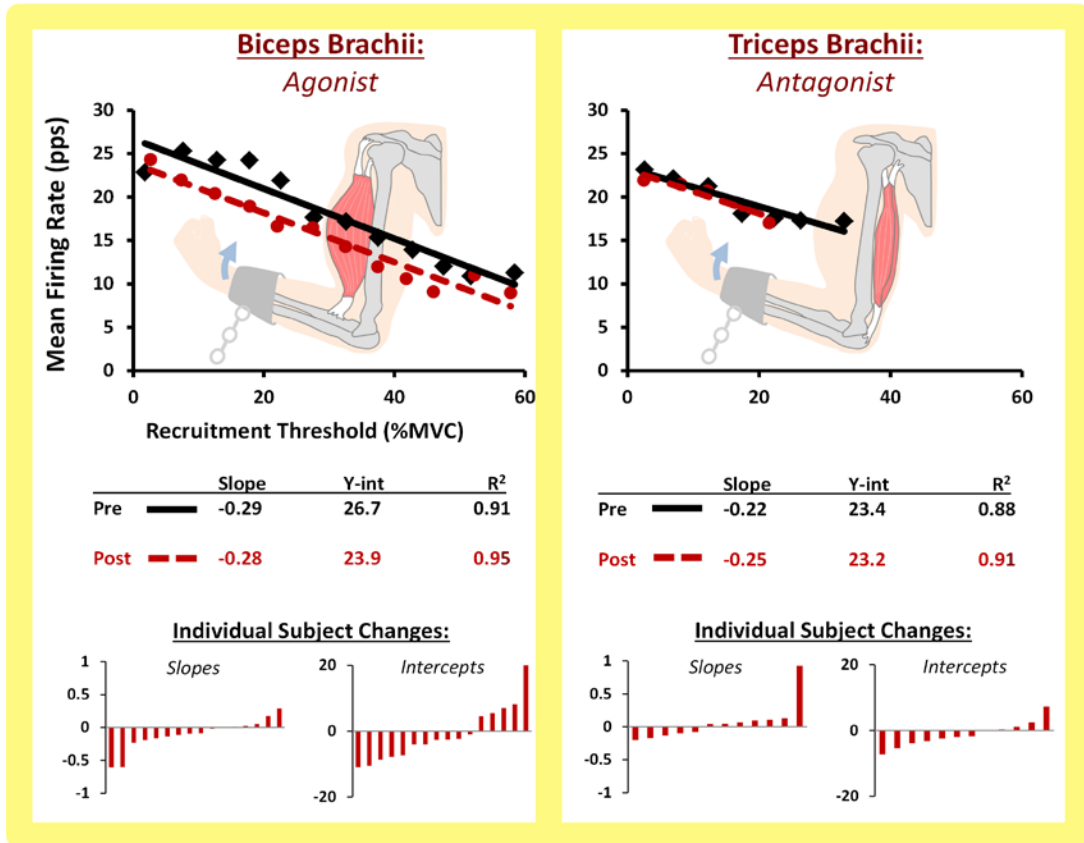 Biceps Brachii:
Agonist
Mean Firing Rate (pps)
30
25
20
15
10
5
0
0 20 40 60
Recruitment Threshold (%MVC)
Slope Y-int R²
Pre -0.29 26.7 0.91
Post -0.28 23.9 0.95
Individual Subject Changes:
Slopes
1
0.5
0
-0.5
-1
Intercepts
20
0
-20
Triceps Brachii:
Antagonist
30
25
20
15
10
5
0
0 20 40 60
Slope Y-int R²
Pre -0.22 23.4 0.88
Post -0.25 23.2 0.91
Individual Subject Changes:
Slopes
1
0.5
0
-0.5
-1
Intercepts
20
0
-20